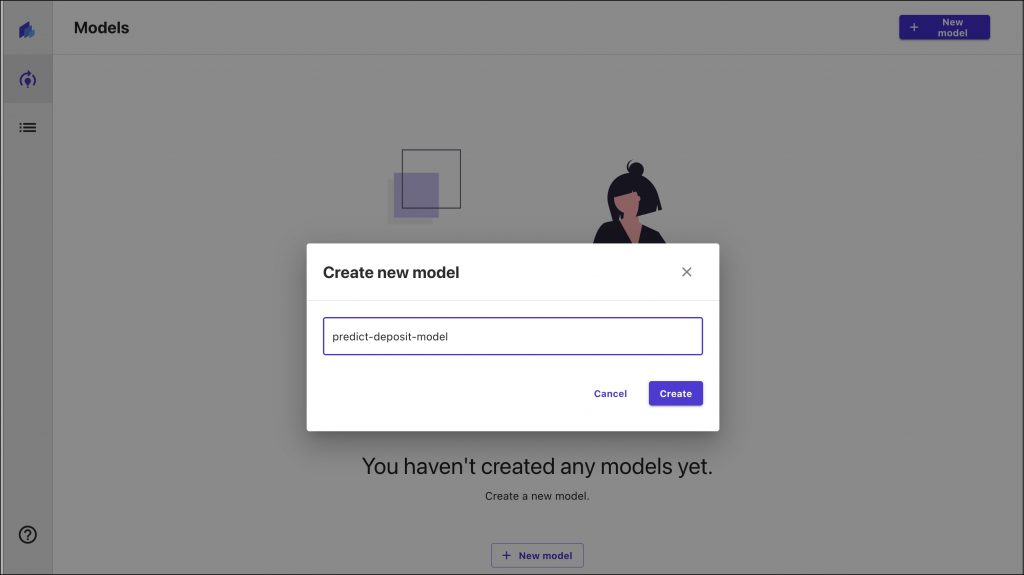 Models
+ New
model
Create new model
predict-deposit-model
Cancel
Create
You haven't created any models yet.
Create a new model.
+ New model